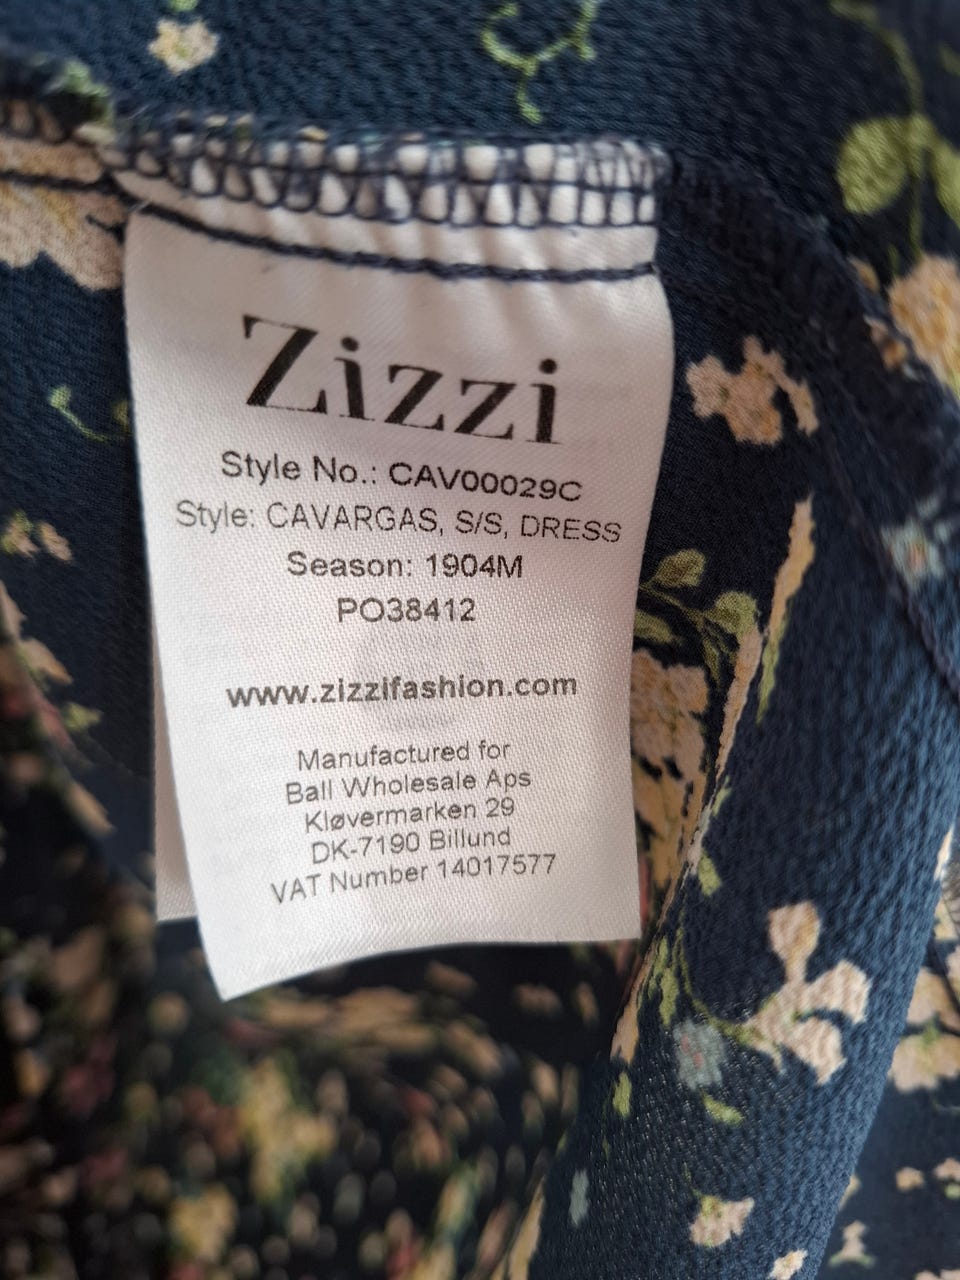 Zizzi
Style No.: CAV00029C
Style: CAVARGAS, S/S, DRESS
Season: 1904M
PO38412
www.zizzifashion.com
Manufactured for
Ball Wholesale Aps
Kløvermarken 29
DK-7190 Billund
VAT Number 14017577